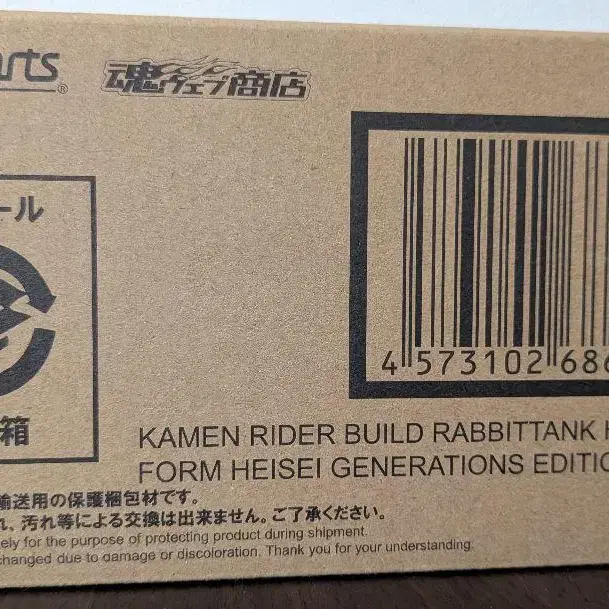 arts®
魂ウェブ商店
ール
箱
4 573102 686
KAMEN RIDER BUILD RABBITTANK
FORM HEISEI GENERATIONS EDITIO
輸送用の保護梱包材です。
れ、汚れ等による交換は出来ません。ご了承ください。
ely for the purpose of protecting product during shipment.
changed due to damage or discoloration. Thank you for your understanding.